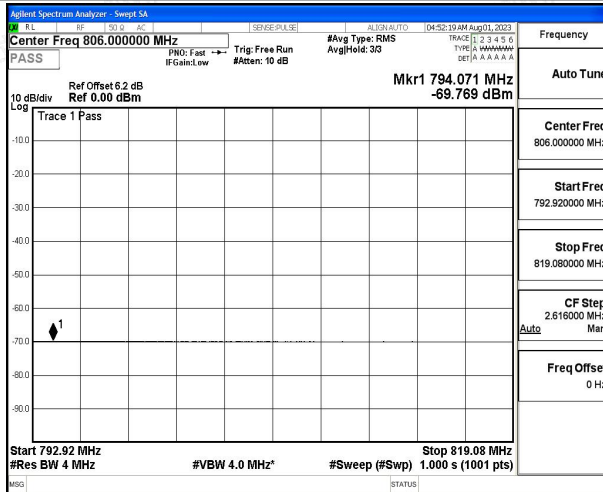 Agilent Spectrum Analyzer - Swept SA
RL RF 50 Ω AC SENSE:PULSE ALIGN AUTO 04:52:19 AM Aug 01, 2023
Center Freq 806.000000 MHz
PASS
PNO: Fast
IFGain:Low
Trig: Free Run
#Atten: 10 dB
#Avg Type: RMS
Avg|Hold: 3/3
TRACE 1 2 3 4 5 6
TYPE A WWWWW
DET A A A A A A
Frequency
Mkr1 794.071 MHz
-69.769 dBm
Ref Offset 6.2 dB
Ref 0.00 dBm
10 dB/div
Log
Trace 1 Pass
-10.0
-20.0
-30.0
-40.0
-50.0
-60.0
-70.0
-80.0
-90.0
1
Start 792.92 MHz
Stop 819.08 MHz
#Res BW 4 MHz
#VBW 4.0 MHz*
#Sweep (#Swp) 1.000 s (1001 pts)
MSG
STATUS
Auto Tune
Center Freq
806.000000 MHz
Start Freq
792.920000 MHz
Stop Freq
819.080000 MHz
CF Step
2.616000 MHz
Auto Man
Freq Offset
0 Hz